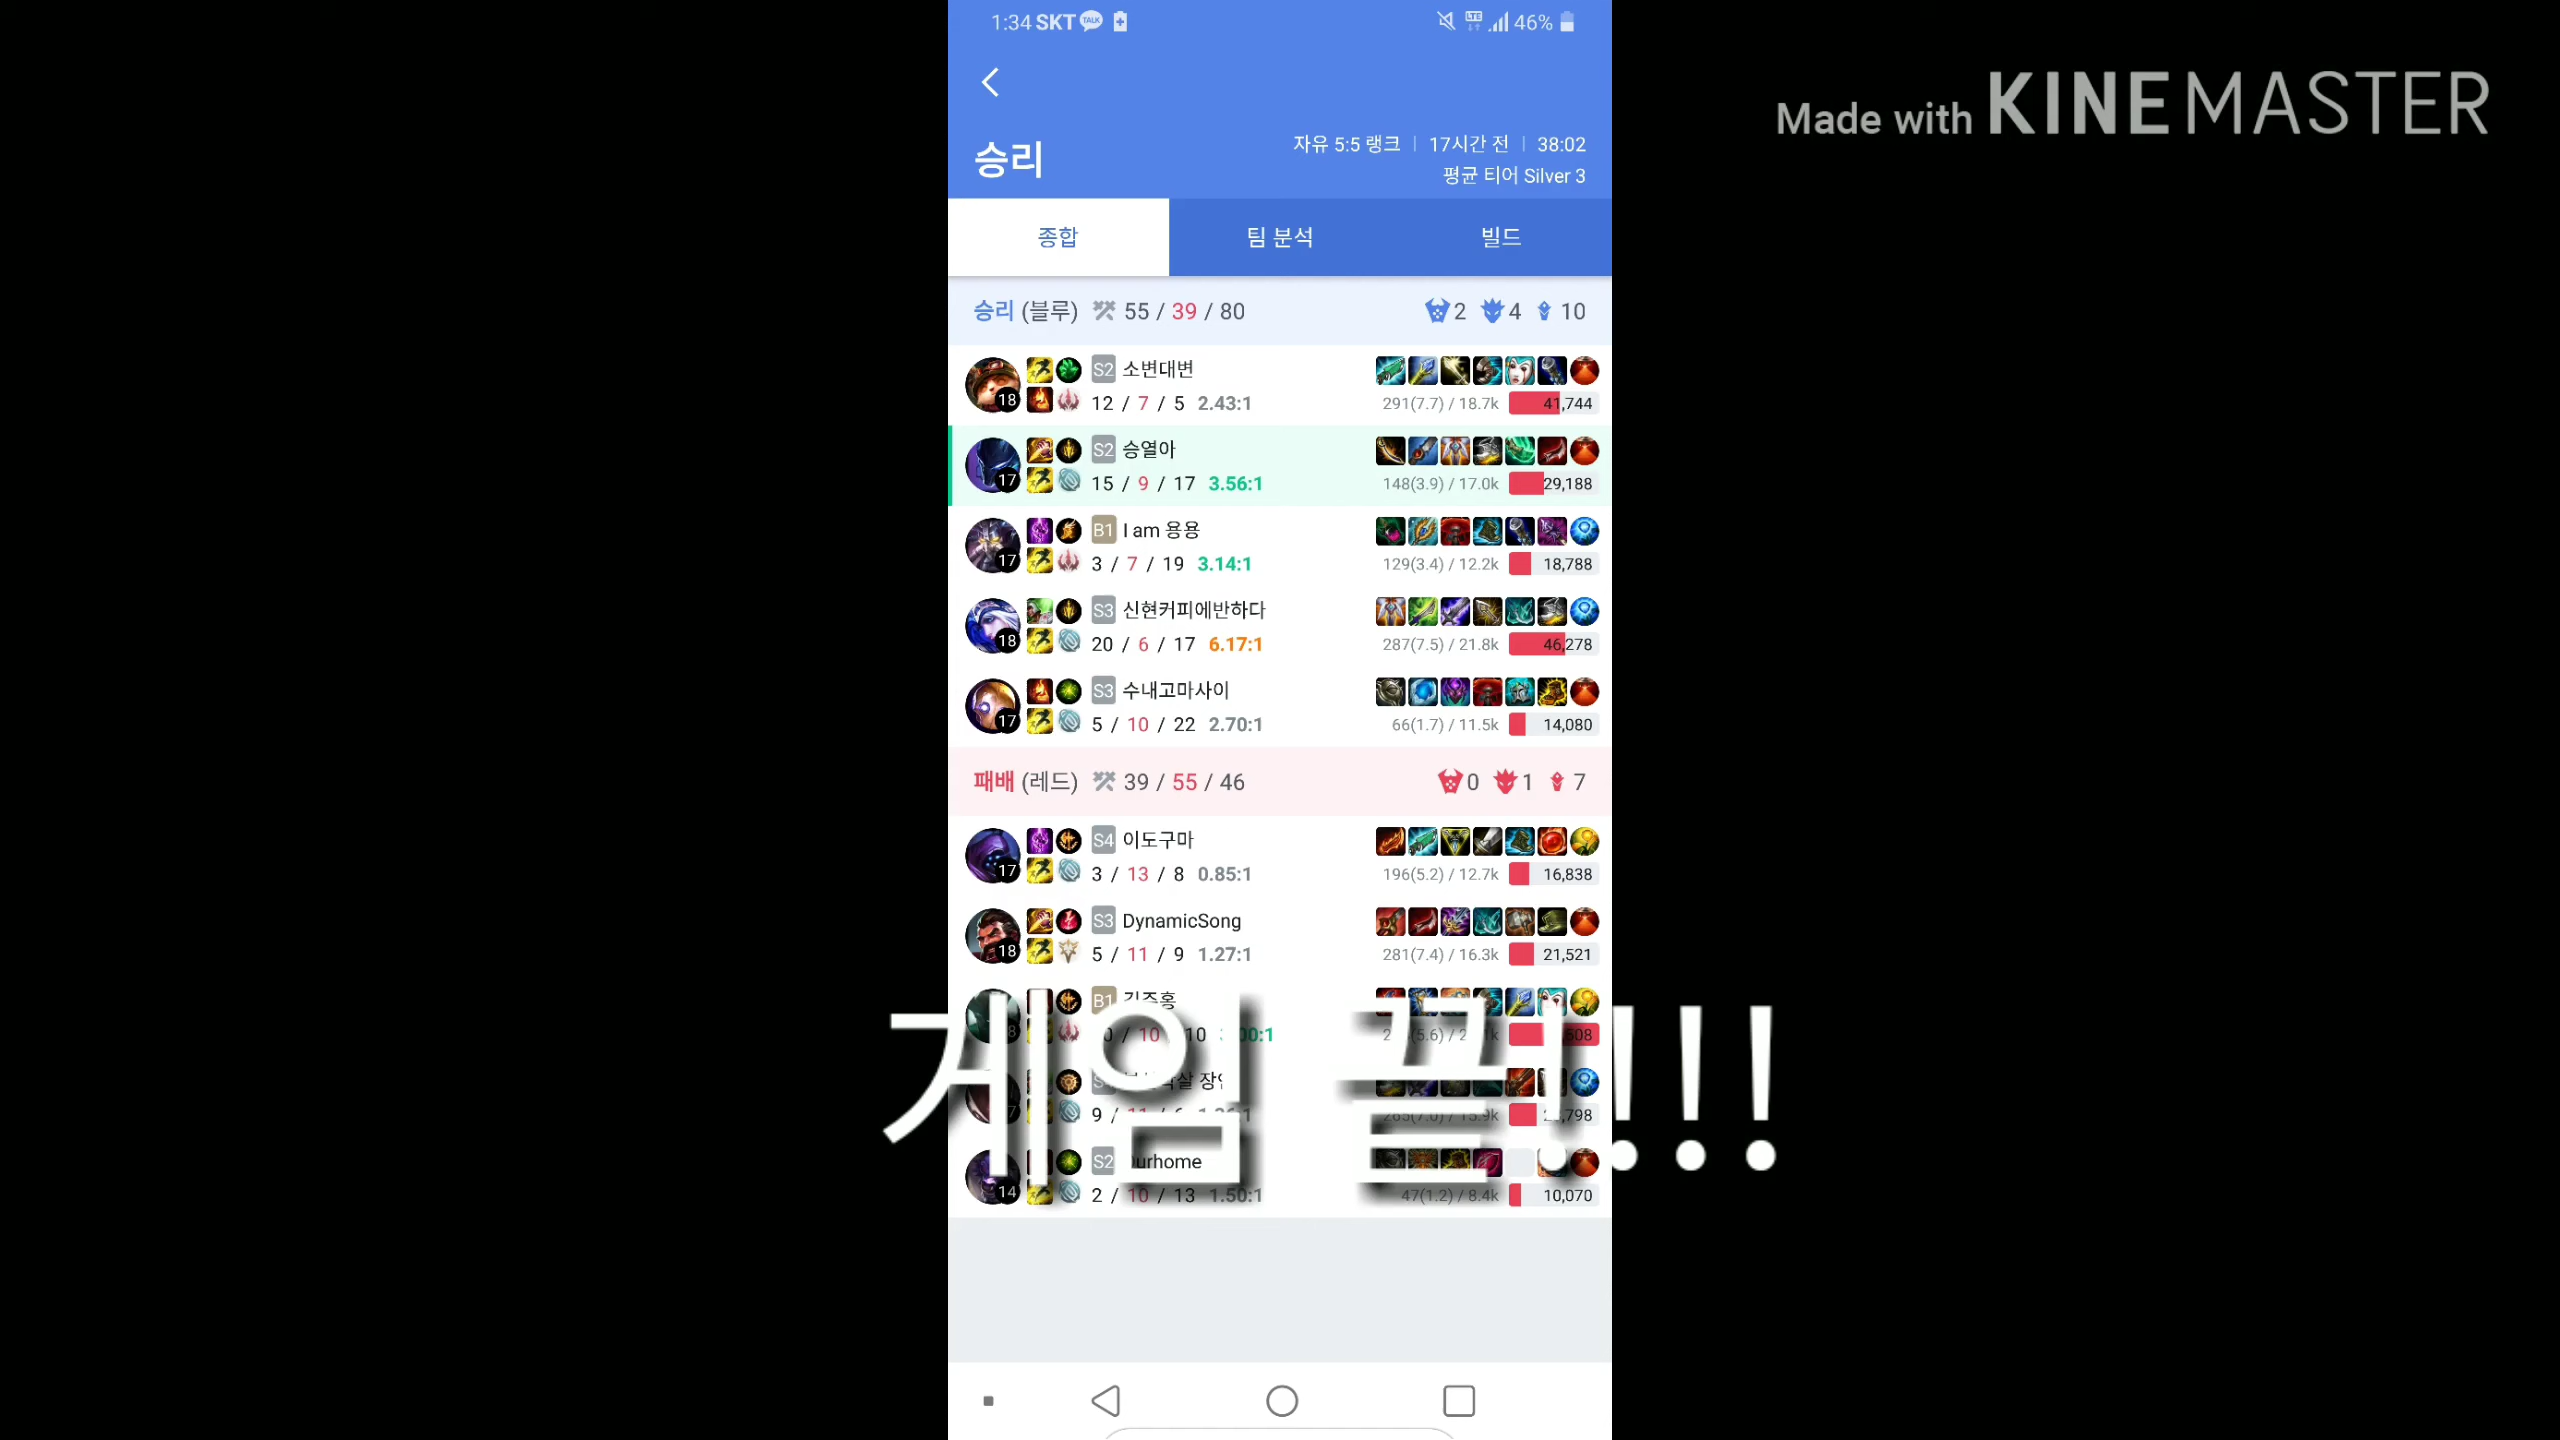 1:34 SKT TALK LTE 46%
Made with KINEMASTER
승리
자유 5:5 랭크 | 17시간 전 | 38:02
평균 티어 Silver 3
종합 팀 분석 빌드
승리 (블루) 55 / 39 / 80 2 4 10
18 S2 소변대변
12 / 7 / 5 2.43:1 291(7.7) / 18.7k 41,744
17 S2 승열아
15 / 9 / 17 3.56:1 148(3.9) / 17.0k 29,188
17 B1 I am 용용
3 / 7 / 19 3.14:1 129(3.4) / 12.2k 18,788
18 S3 신현커피에반하다
20 / 6 / 17 6.17:1 287(7.5) / 21.8k 46,278
17 S3 수내고마사이
5 / 10 / 22 2.70:1 66(1.7) / 11.5k 14,080
패배 (레드) 39 / 55 / 46 0 1 7
17 S4 이도구마
3 / 13 / 8 0.85:1 196(5.2) / 12.7k 16,838
18 S3 DynamicSong
5 / 11 / 9 1.27:1 281(7.4) / 16.3k 21,521
B1
10 / 10
게임 끝!!!!
9 /
14 S2
2 / 10 / 13 1.50:1 47(1.2) / 8.4k 10,070